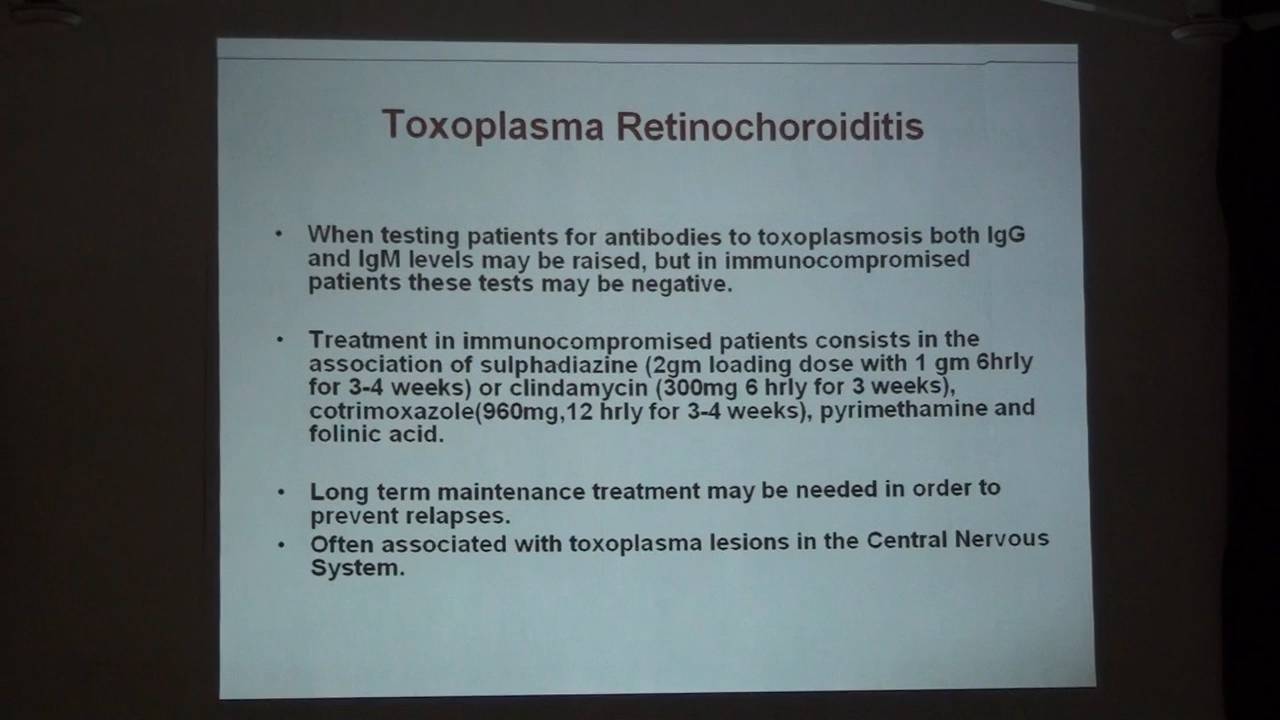 Toxoplasma Retinochoroiditis
• When testing patients for antibodies to toxoplasmosis both IgG
and IgM levels may be raised, but in immunocompromised
patients these tests may be negative.
• Treatment in immunocompromised patients consists in the
association of sulphadiazine (2gm loading dose with 1 gm 6hrly
for 3-4 weeks) or clindamycin (300mg 6 hrly for 3 weeks),
cotrimoxazole(960mg,12 hrly for 3-4 weeks), pyrimethamine and
folinic acid.
• Long term maintenance treatment may be needed in order to
prevent relapses.
• Often associated with toxoplasma lesions in the Central Nervous
System.